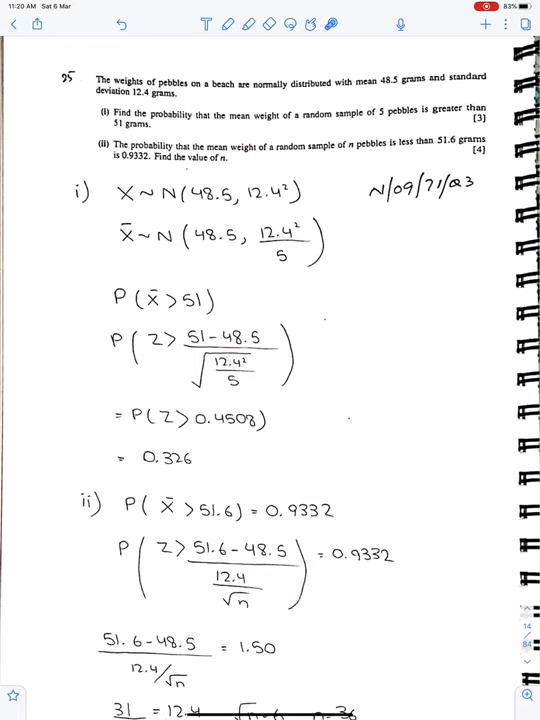 11:20 AM Sat 6 Mar
83%
35
The weights of pebbles on a beach are normally distributed with mean 48.5 grams and standard
deviation 12.4 grams.
(i) Find the probability that the mean weight of a random sample of 5 pebbles is greater than
51 grams. [3]
(ii) The probability that the mean weight of a random sample of n pebbles is less than 51.6 grams
is 0.9332. Find the value of n. [4]
N/09/71/Q3
i) X ~ N(48.5, 12.4²)
X̄ ~ N(48.5, 12.4²/5)
P(X̄ > 51)
P(Z > (51 - 48.5)/√(12.4²/5))
= P(Z > 0.4508)
= 0.326
ii) P(X̄ > 51.6) = 0.9332
P(Z > (51.6 - 48.5)/(12.4/√n)) = 0.9332
(51.6 - 48.5)/(12.4/√n) = 1.50
31 = 12.4
14
84